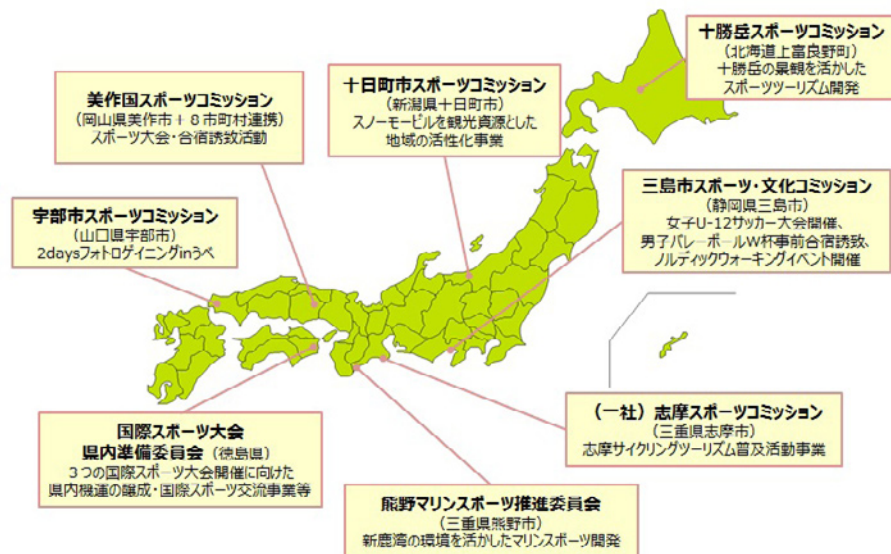 十勝岳スポーツコミッション
（北海道上富良野町）
十勝岳の景観を活かした
スポーツツーリズム開発
十日町市スポーツコミッション
（新潟県十日町市）
スノーモービルを観光資源とした
地域の活性化事業
美作国スポーツコミッション
（岡山県美作市＋８市町村連携）
スポーツ大会・合宿誘致活動
三島市スポーツ・文化コミッション
（静岡県三島市）
女子U-12サッカー大会開催、
男子バレーボールW杯事前合宿誘致、
ノルディックウォーキングイベント開催
宇部市スポーツコミッション
（山口県宇部市）
2daysフォトロゲイニングinうべ
（一社）志摩スポーツコミッション
（三重県志摩市）
志摩サイクリングツーリズム普及活動事業
国際スポーツ大会
県内準備委員会（徳島県）
３つの国際スポーツ大会開催に向けた
県内機運の醸成・国際スポーツ交流事業等
熊野マリンスポーツ推進委員会
（三重県熊野市）
新鹿湾の環境を活かしたマリンスポーツ開発